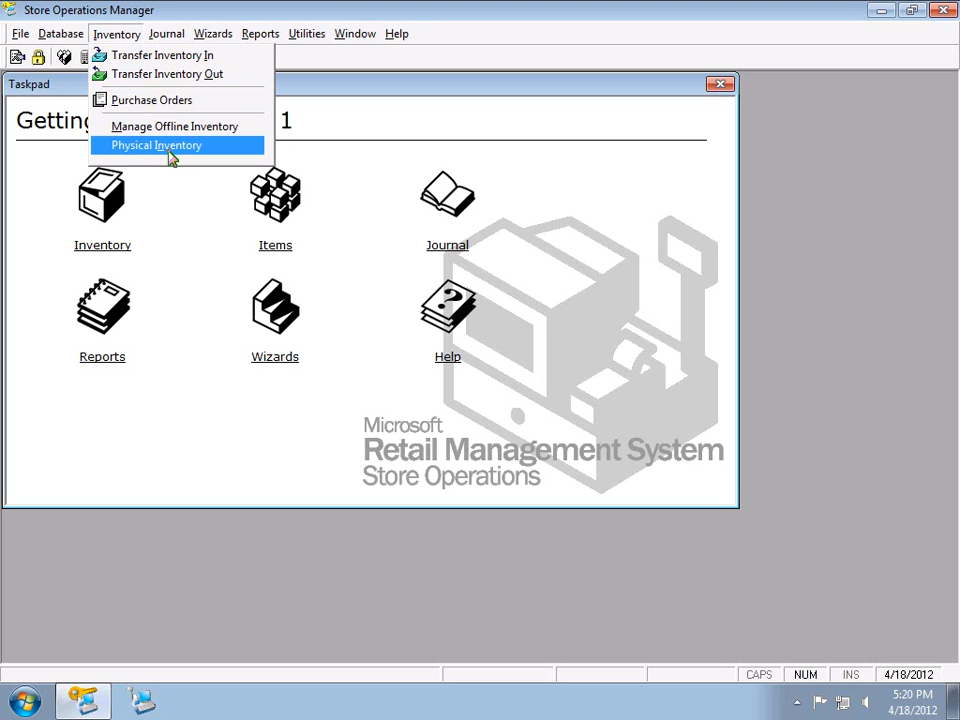 Store Operations Manager
File Database Inventory Journal Wizards Reports Utilities Window Help
Transfer Inventory In
Transfer Inventory Out
Purchase Orders
Manage Offline Inventory
Physical Inventory
Taskpad
Getting 1
Inventory
Items
Journal
Reports
Wizards
Help
Microsoft
Retail Management System
Store Operations
CAPS NUM INS 4/18/2012
5:20 PM
4/18/2012